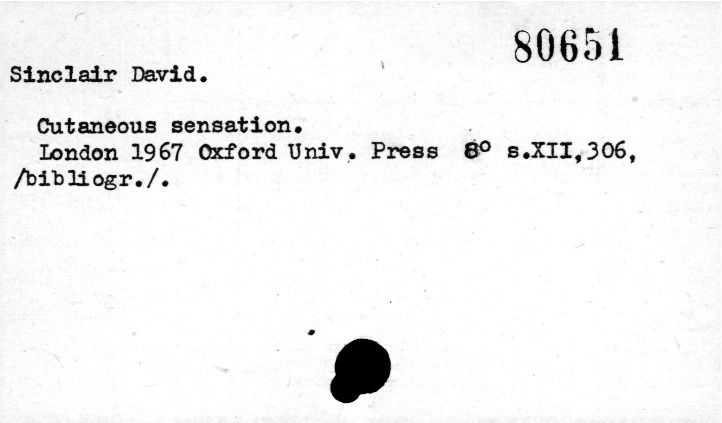 80651
Sinclair David.
Cutaneous sensation.
London 1967 Oxford Univ. Press 8° s.XII,306,
/bibliogr./.